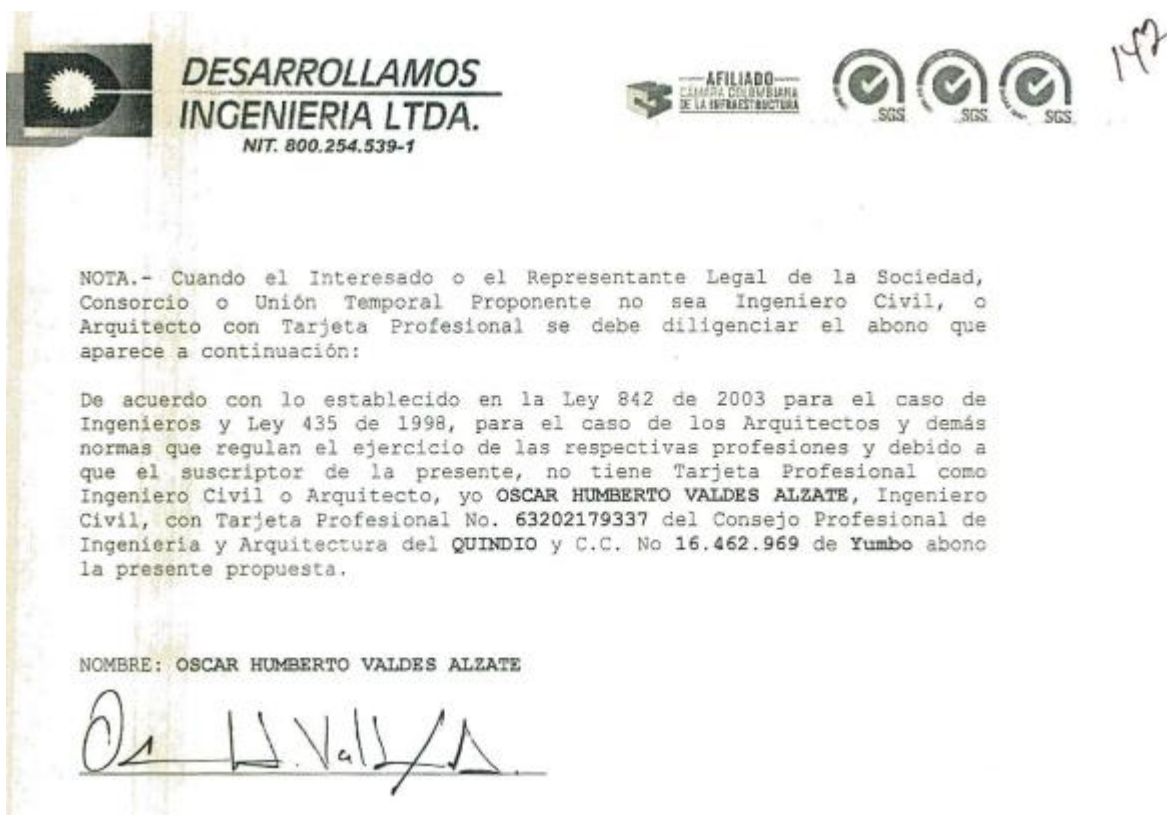 DESARROLLAMOS
INGENIERIA LTDA.
NIT. 800.254.539-1
AFILIADO
CÁMARA COLOMBIANA
DE LA INFRAESTRUCTURA
SGS
SGS
SGS
142
NOTA.- Cuando el Interesado o el Representante Legal de la Sociedad,
Consorcio o Unión Temporal Proponente no sea Ingeniero Civil, o
Arquitecto con Tarjeta Profesional se debe diligenciar el abono que
aparece a continuación:
De acuerdo con lo establecido en la Ley 842 de 2003 para el caso de
Ingenieros y Ley 435 de 1998, para el caso de los Arquitectos y demás
normas que regulan el ejercicio de las respectivas profesiones y debido a
que el suscriptor de la presente, no tiene Tarjeta Profesional como
Ingeniero Civil o Arquitecto, yo OSCAR HUMBERTO VALDES ALZATE, Ingeniero
Civil, con Tarjeta Profesional No. 63202179337 del Consejo Profesional de
Ingeniería y Arquitectura del QUINDIO y C.C. No 16.462.969 de Yumbo abono
la presente propuesta.
NOMBRE: OSCAR HUMBERTO VALDES ALZATE